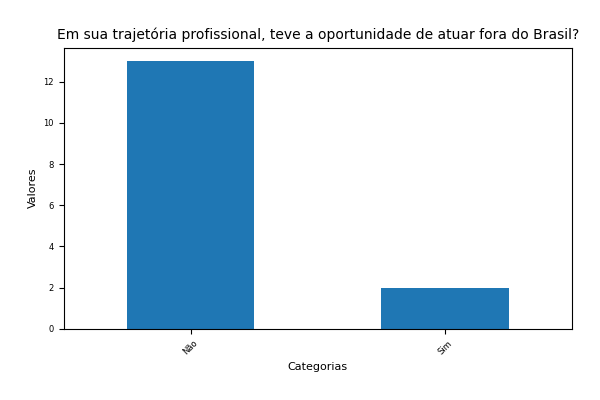 Em sua trajetória profissional, teve a oportunidade de atuar fora do Brasil?
12
10
8
6
4
2
0
Valores
Não
Sim
Categorias